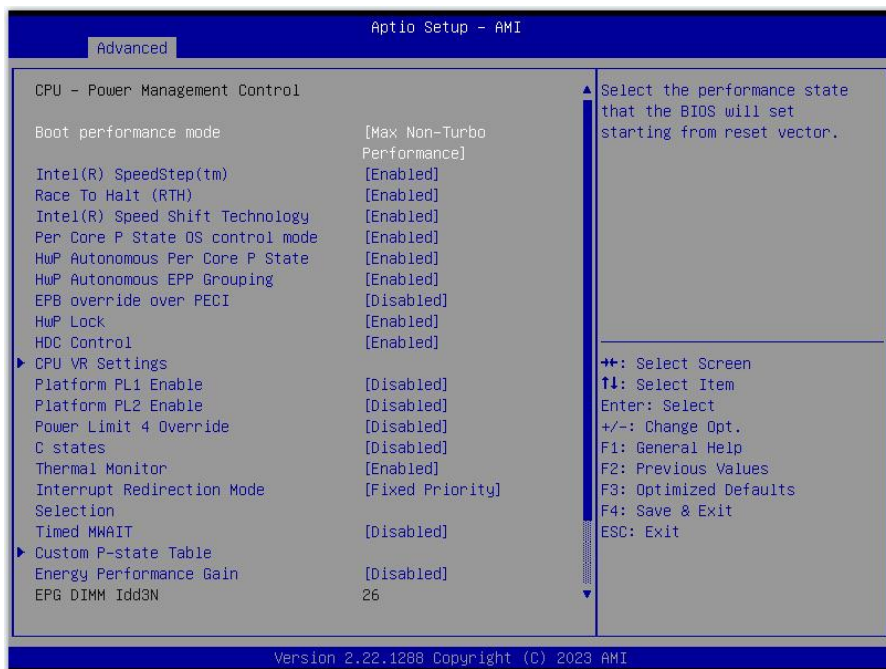 Aptio Setup - AMI
Advanced
CPU - Power Management Control
Boot performance mode [Max Non-Turbo
Performance]
Intel(R) SpeedStep(tm) [Enabled]
Race To Halt (RTH) [Enabled]
Intel(R) Speed Shift Technology [Enabled]
Per Core P State OS control mode [Enabled]
HwP Autonomous Per Core P State [Enabled]
HwP Autonomous EPP Grouping [Enabled]
EPB override over PECI [Disabled]
HwP Lock [Enabled]
HDC Control [Enabled]
CPU VR Settings
Platform PL1 Enable [Disabled]
Platform PL2 Enable [Disabled]
Power Limit 4 Override [Disabled]
C states [Disabled]
Thermal Monitor [Enabled]
Interrupt Redirection Mode [Fixed Priority]
Selection
Timed MWAIT [Disabled]
Custom P-state Table
Energy Performance Gain [Disabled]
EPG DIMM Idd3N 26
Select the performance state
that the BIOS will set
starting from reset vector.
→←: Select Screen
↑↓: Select Item
Enter: Select
+/-: Change Opt.
F1: General Help
F2: Previous Values
F3: Optimized Defaults
F4: Save & Exit
ESC: Exit
Version 2.22.1288 Copyright (C) 2023 AMI